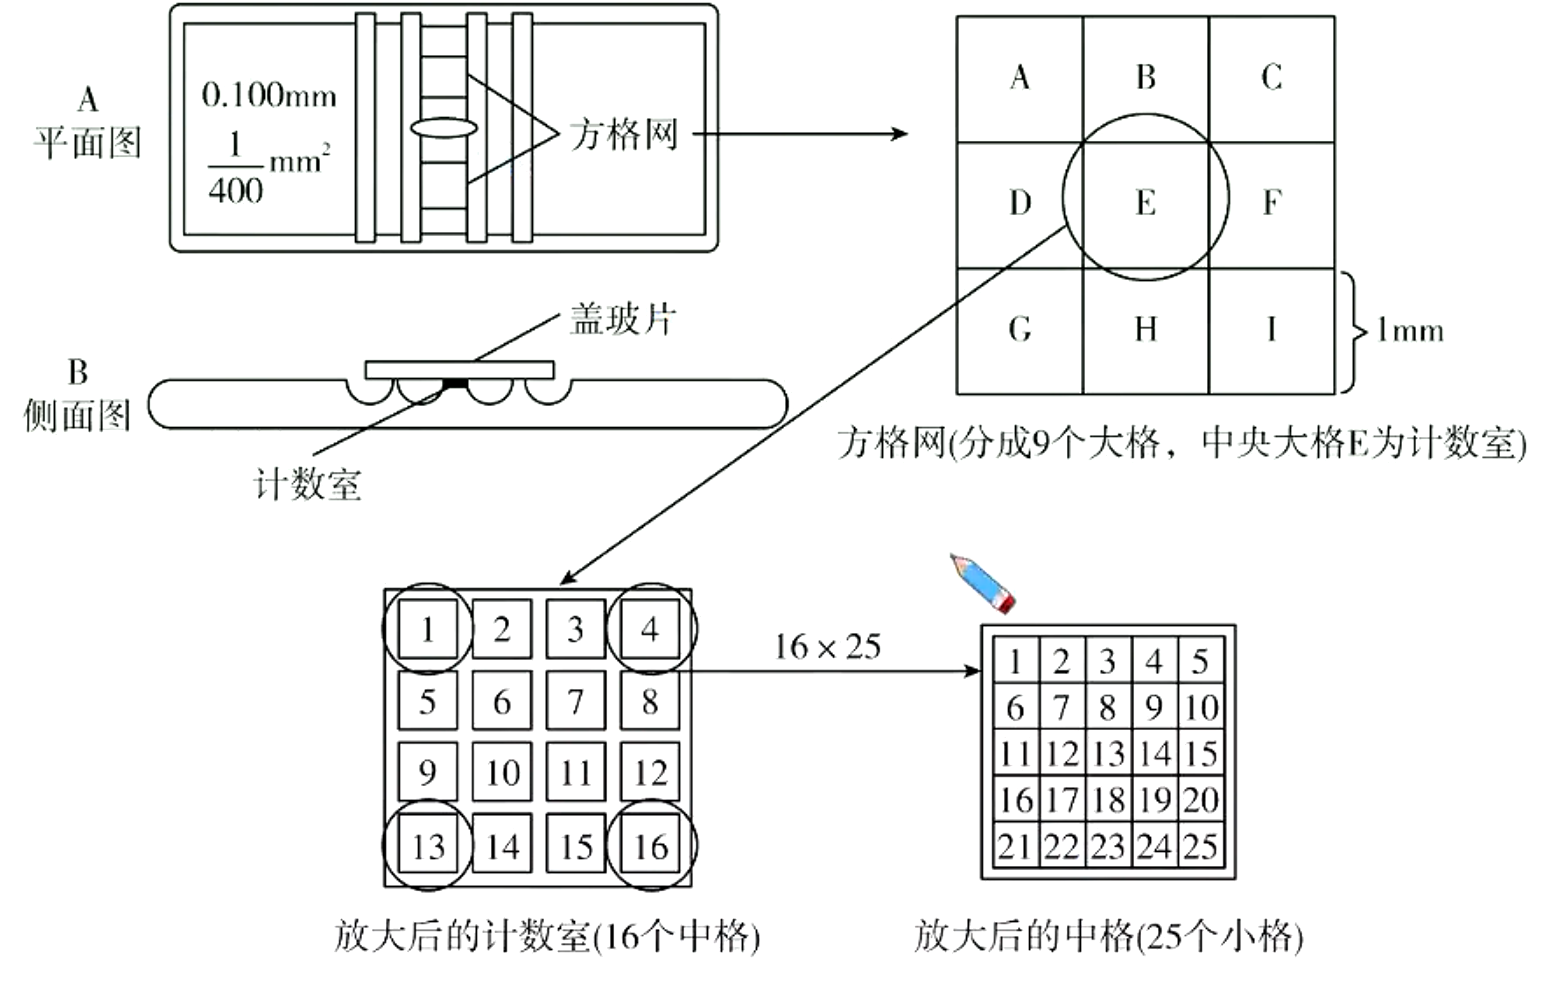 A
平面图
0.100mm
1/400 mm²
方格网
A B C
D E F
G H I
1mm
方格网(分成9个大格，中央大格E为计数室)
B
侧面图
盖玻片
计数室
1 2 3 4
5 6 7 8
9 10 11 12
13 14 15 16
放大后的计数室(16个中格)
16×25
1 2 3 4 5
6 7 8 9 10
11 12 13 14 15
16 17 18 19 20
21 22 23 24 25
放大后的中格(25个小格)